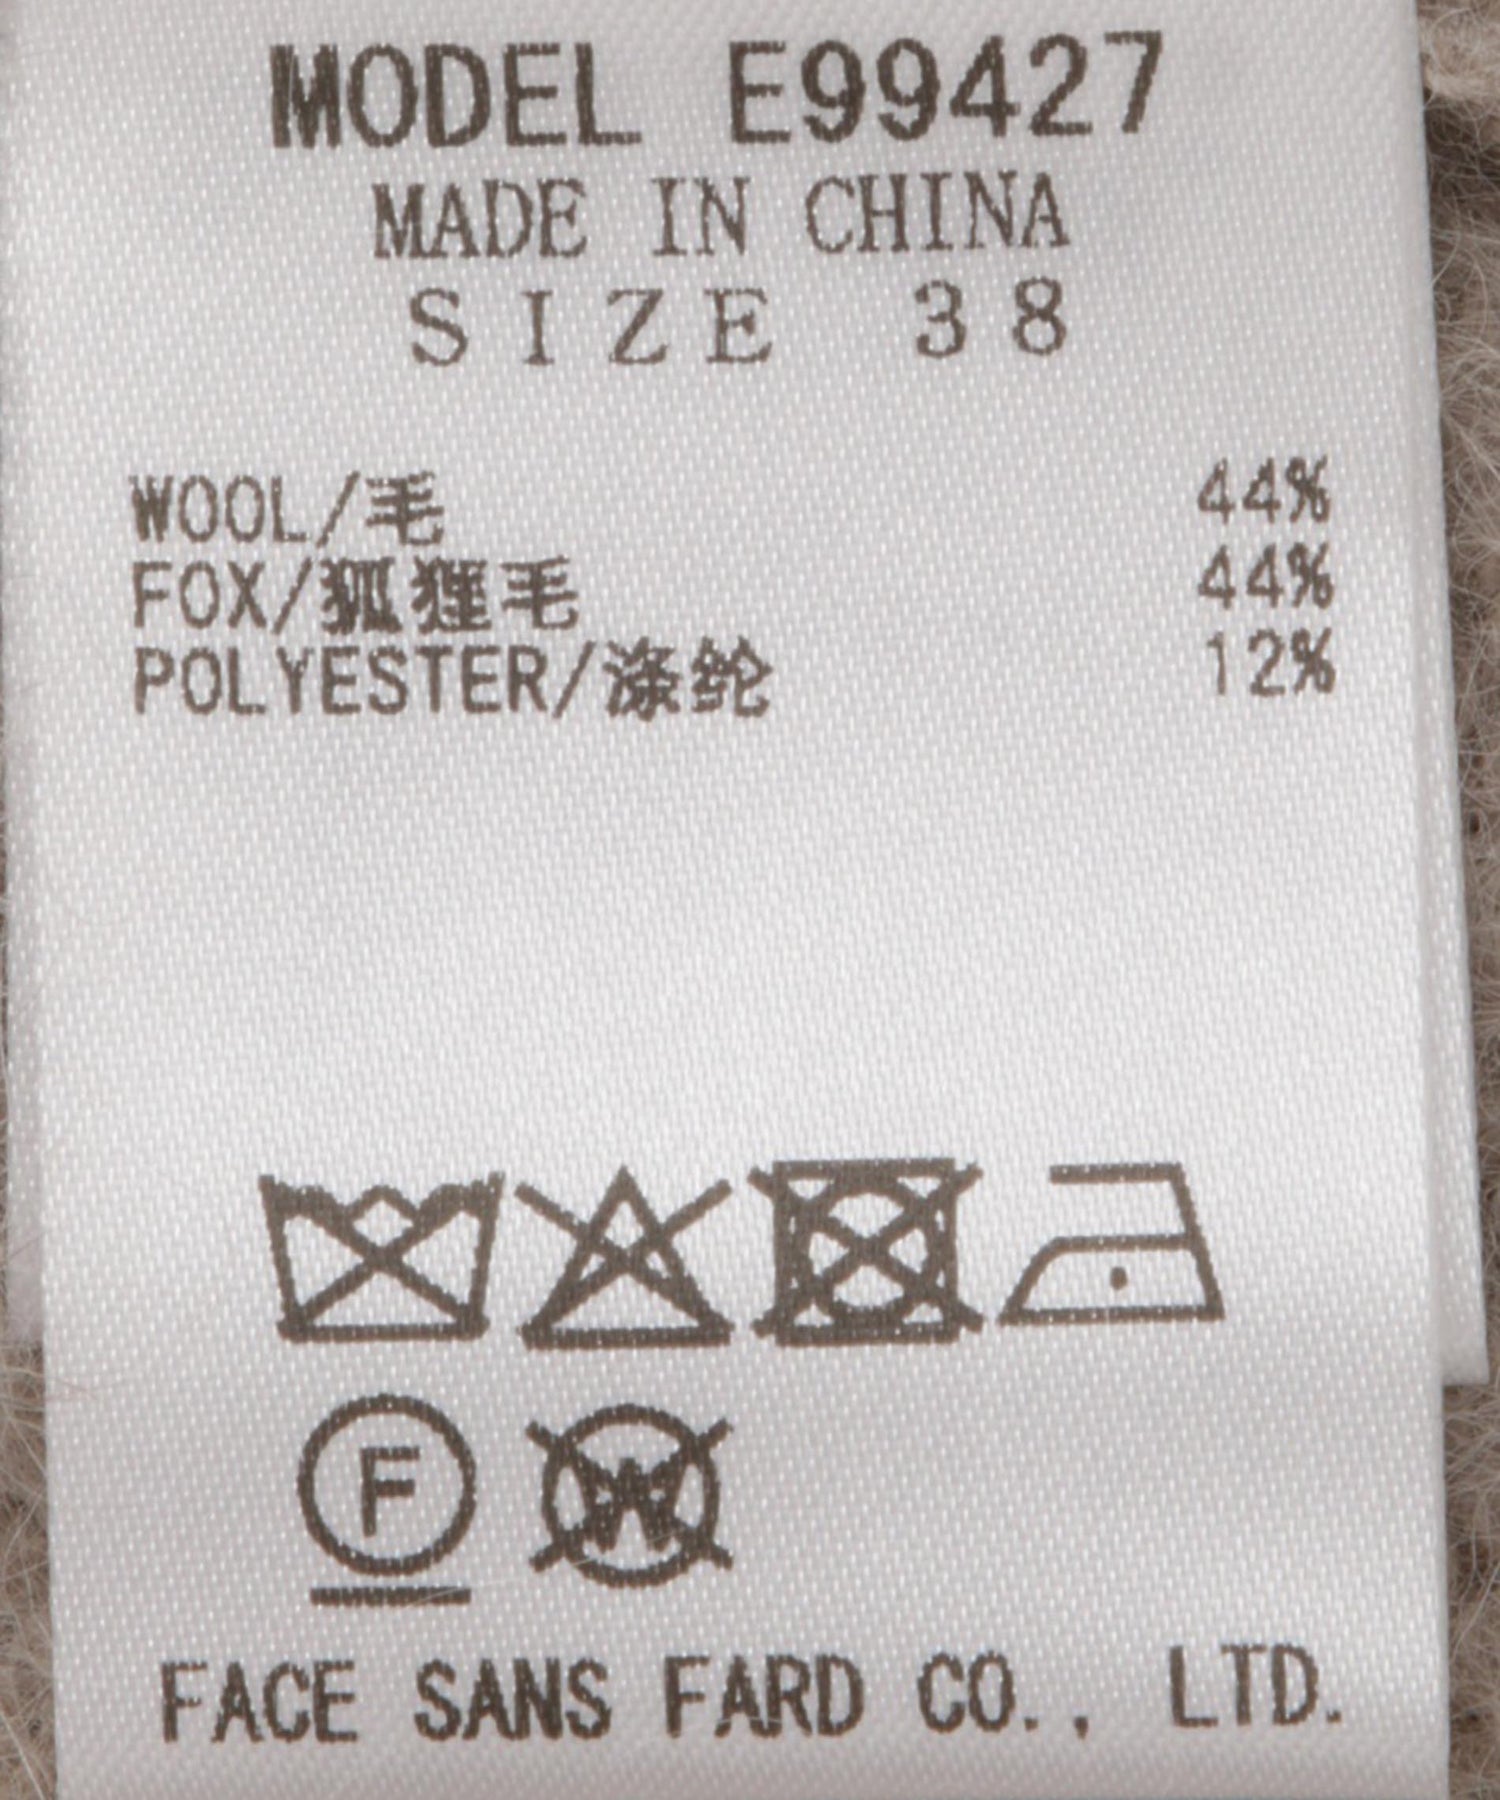 MODEL E99427
MADE IN CHINA
SIZE 38
WOOL/毛 44%
FOX/狐狸毛 44%
POLYESTER/涤纶 12%
F
W
FACE SANS FARD CO., LTD.